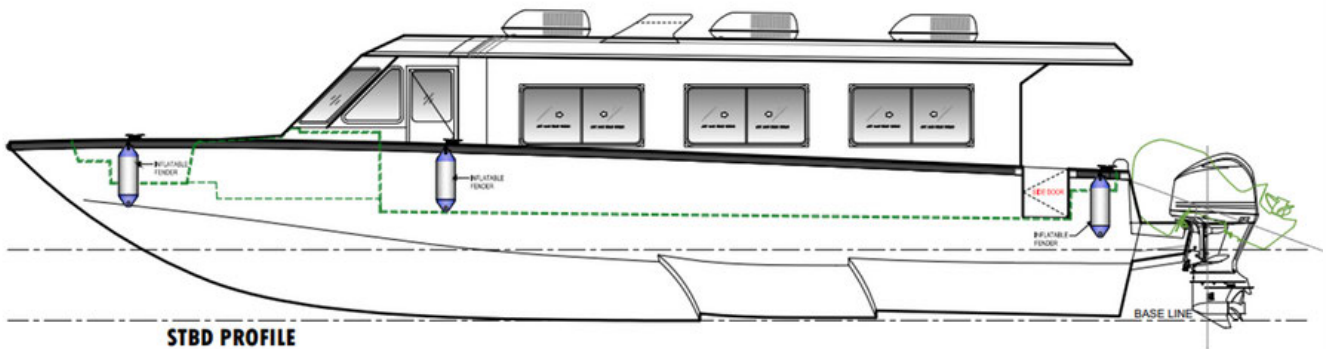 INFLATABLE
FENDER
INFLATABLE
FENDER
SIDE DOOR
INFLATABLE
FENDER
BASE LINE
STBD PROFILE